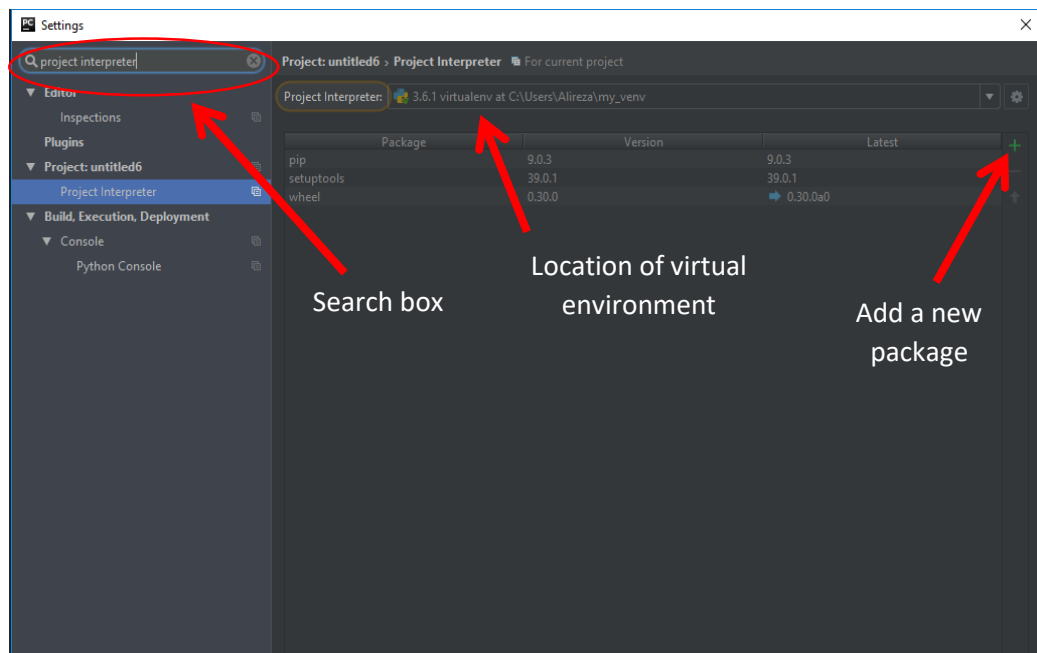 PC Settings
project interpreter
Project: untitled6 › Project Interpreter For current project
Editor
Project Interpreter: 3.6.1 virtualenv at C:\Users\Alireza\my_venv
Inspections
Plugins
Package Version Latest
pip 9.0.3 9.0.3
Project: untitled6
setuptools 39.0.1 39.0.1
Project Interpreter
wheel 0.30.0 0.30.0a0
Build, Execution, Deployment
Console
Python Console
Search box
Location of virtual
environment
Add a new
package